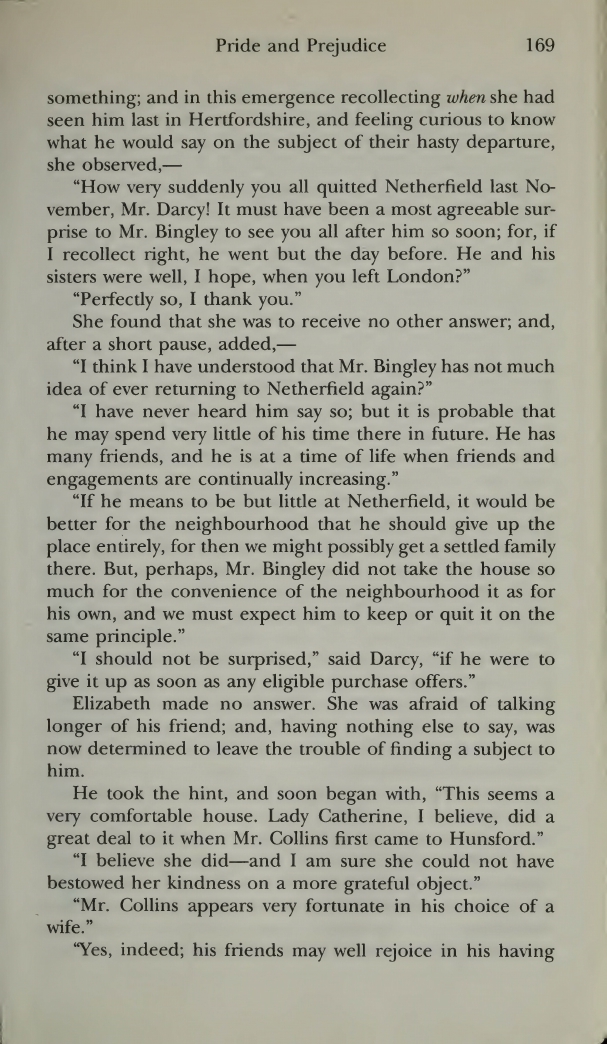 Pride and Prejudice 169
something; and in this emergence recollecting when she had
seen him last in Hertfordshire, and feeling curious to know
what he would say on the subject of their hasty departure,
she observed,—
“How very suddenly you all quitted Netherfield last No-
vember, Mr. Darcy! It must have been a most agreeable sur-
prise to Mr. Bingley to see you all after him so soon; for, if
I recollect right, he went but the day before. He and his
sisters were well, I hope, when you left London?”
“Perfectly so, I thank you.”
She found that she was to receive no other answer; and,
after a short pause, added,—
“I think I have understood that Mr. Bingley has not much
idea of ever returning to Netherfield again?”
“I have never heard him say so; but it is probable that
he may spend very little of his time there in future. He has
many friends, and he is at a time of life when friends and
engagements are continually increasing.”
“If he means to be but little at Netherfield, it would be
better for the neighbourhood that he should give up the
place entirely, for then we might possibly get a settled family
there. But, perhaps, Mr. Bingley did not take the house so
much for the convenience of the neighbourhood it as for
his own, and we must expect him to keep or quit it on the
same principle.”
“I should not be surprised,” said Darcy, “if he were to
give it up as soon as any eligible purchase offers.”
Elizabeth made no answer. She was afraid of talking
longer of his friend; and, having nothing else to say, was
now determined to leave the trouble of finding a subject to
him.
He took the hint, and soon began with, “This seems a
very comfortable house. Lady Catherine, I believe, did a
great deal to it when Mr. Collins first came to Hunsford.”
“I believe she did—and I am sure she could not have
bestowed her kindness on a more grateful object.”
“Mr. Collins appears very fortunate in his choice of a
wife.”
“Yes, indeed; his friends may well rejoice in his having